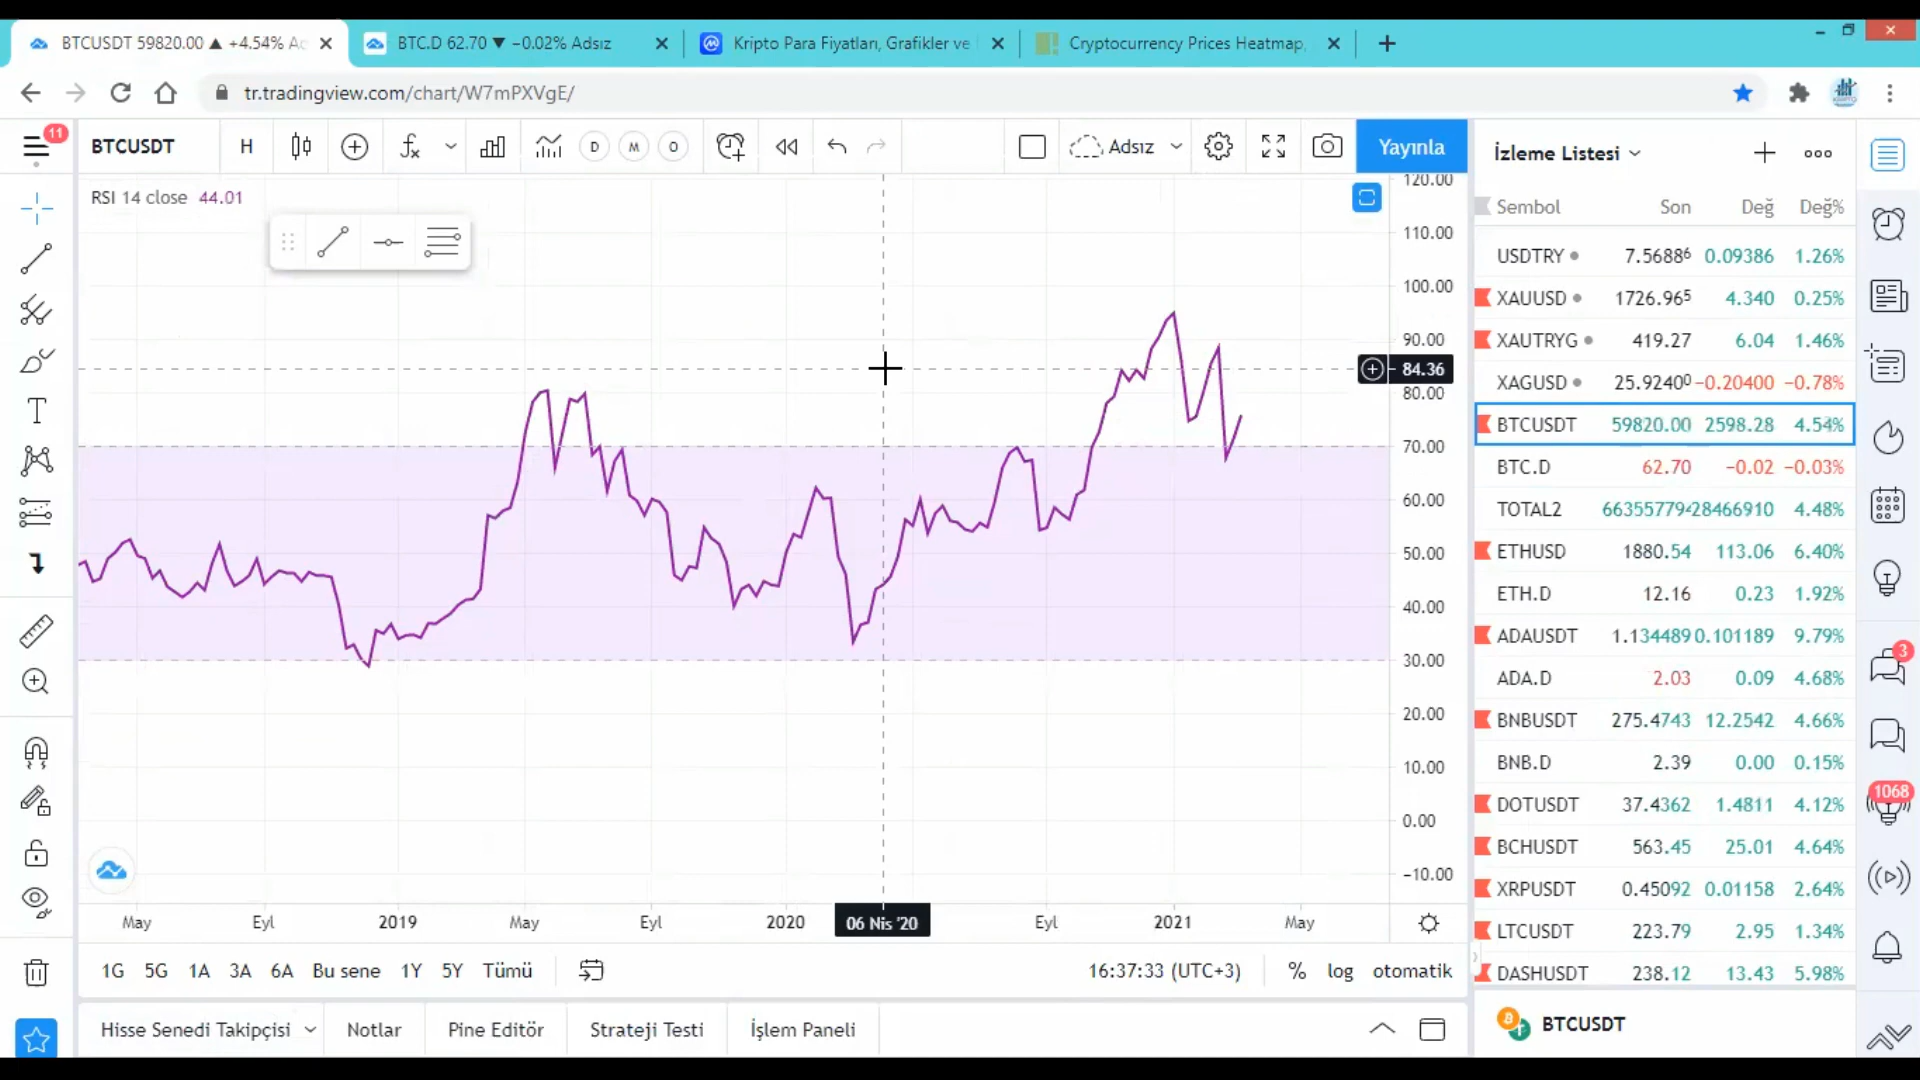 BTCUSDT 59820.00 ▲ +4.54% Ad
BTC.D 62.70 ▼ −0.02% Adsız
Kripto Para Fiyatları, Grafikler ve
Cryptocurrency Prices Heatmap,
tr.tradingview.com/chart/W7mPXVgE/
11
BTCUSDT
H
D
M
O
Adsız
Yayınla
RSI 14 close 44.01
120.00
110.00
100.00
90.00
84.36
80.00
70.00
60.00
50.00
40.00
30.00
20.00
10.00
0.00
−10.00
May Eyl 2019 May Eyl 2020 06 Nis '20 Eyl 2021 May
1G 5G 1A 3A 6A Bu sene 1Y 5Y Tümü
16:37:33 (UTC+3) % log otomatik
Hisse Senedi Takipçisi Notlar Pine Editör Strateji Testi İşlem Paneli
İzleme Listesi
Sembol Son Değ Değ%
USDTRY 7.56886 0.09386 1.26%
XAUUSD 1726.965 4.340 0.25%
XAUTRYG 419.27 6.04 1.46%
XAGUSD 25.92400 −0.20400 −0.78%
BTCUSDT 59820.00 2598.28 4.54%
BTC.D 62.70 −0.02 −0.03%
TOTAL2 28466910 4.48%
ETHUSD 1880.54 113.06 6.40%
ETH.D 12.16 0.23 1.92%
ADAUSDT 1.134489 0.101189 9.79%
ADA.D 2.03 0.09 4.68%
BNBUSDT 275.4743 12.2542 4.66%
BNB.D 2.39 0.00 0.15%
DOTUSDT 37.4362 1.4811 4.12%
BCHUSDT 563.45 25.01 4.64%
XRPUSDT 0.45092 0.01158 2.64%
LTCUSDT 223.79 2.95 1.34%
DASHUSDT 238.12 13.43 5.98%
BTCUSDT
3
1068